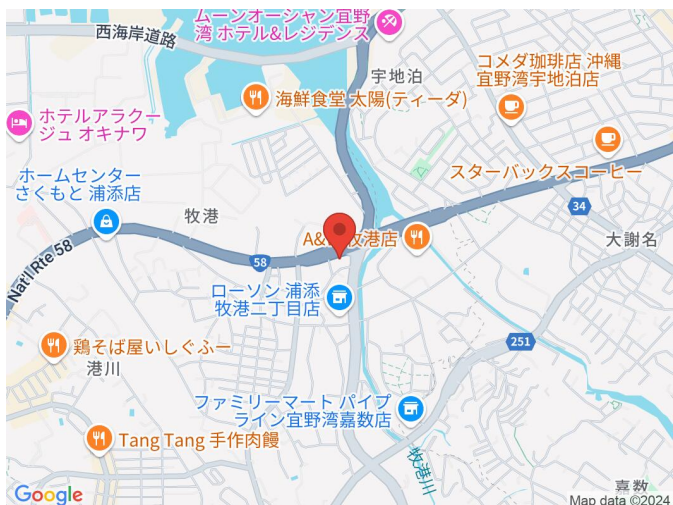 ムーンオーシャン宜野
湾 ホテル&レジデンス
西海岸道路
宇地泊
コメダ珈琲店 沖縄
宜野湾宇地泊店
海鮮食堂 太陽(ティーダ)
ホテルアラクー
ジュ オキナワ
スターバックスコーヒー
ホームセンター
さくもと 浦添店
34
牧港
大謝名
A&
牧港店
58
Nat'l Rte 58
ローソン 浦添
牧港二丁目店
251
鶏そば屋いしぐふー
港川
ファミリーマート パイプ
ライン宜野湾嘉数店
Tang Tang 手作肉饅
牧港川
嘉数
Google
Map data ©2024